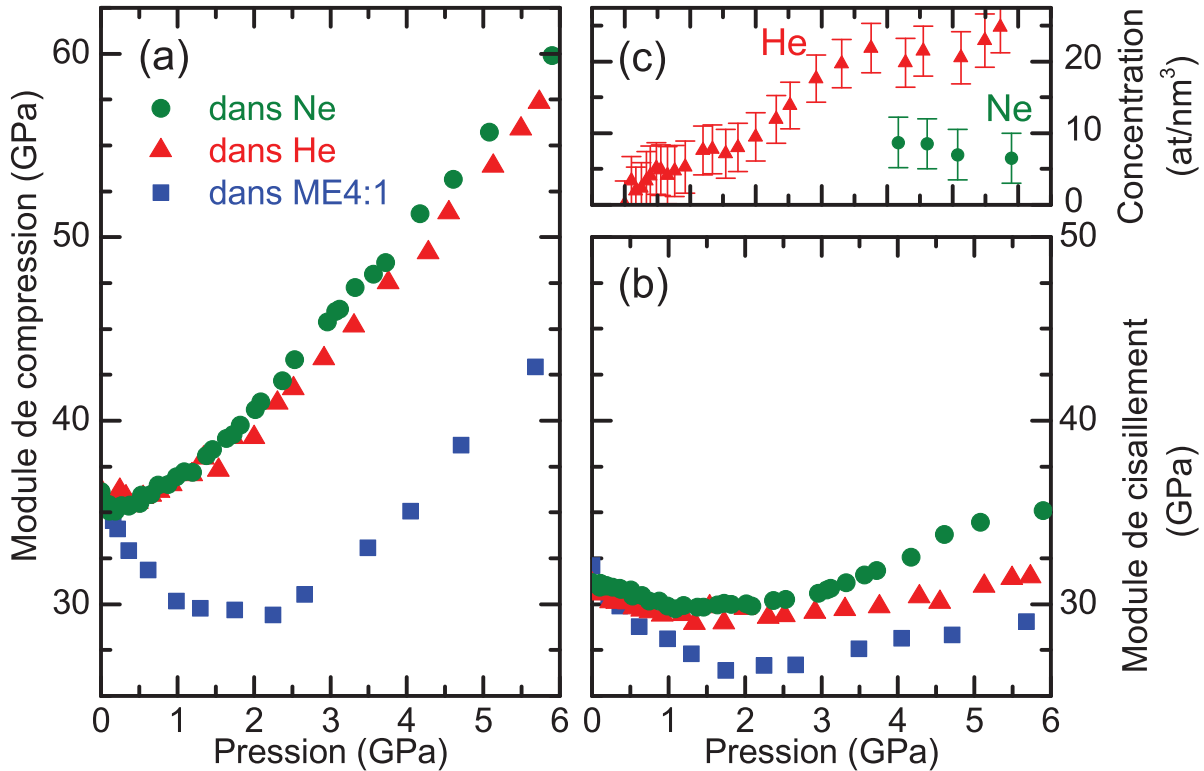 (a)
dans Ne
dans He
dans ME4:1
60
50
40
30
Module de compression (GPa)
0 1 2 3 4 5 6
Pression (GPa)
(c)
He
Ne
20
10
0
Concentration
(at/nm³)
(b)
50
40
30
Module de cisaillement
(GPa)
0 1 2 3 4 5 6
Pression (GPa)